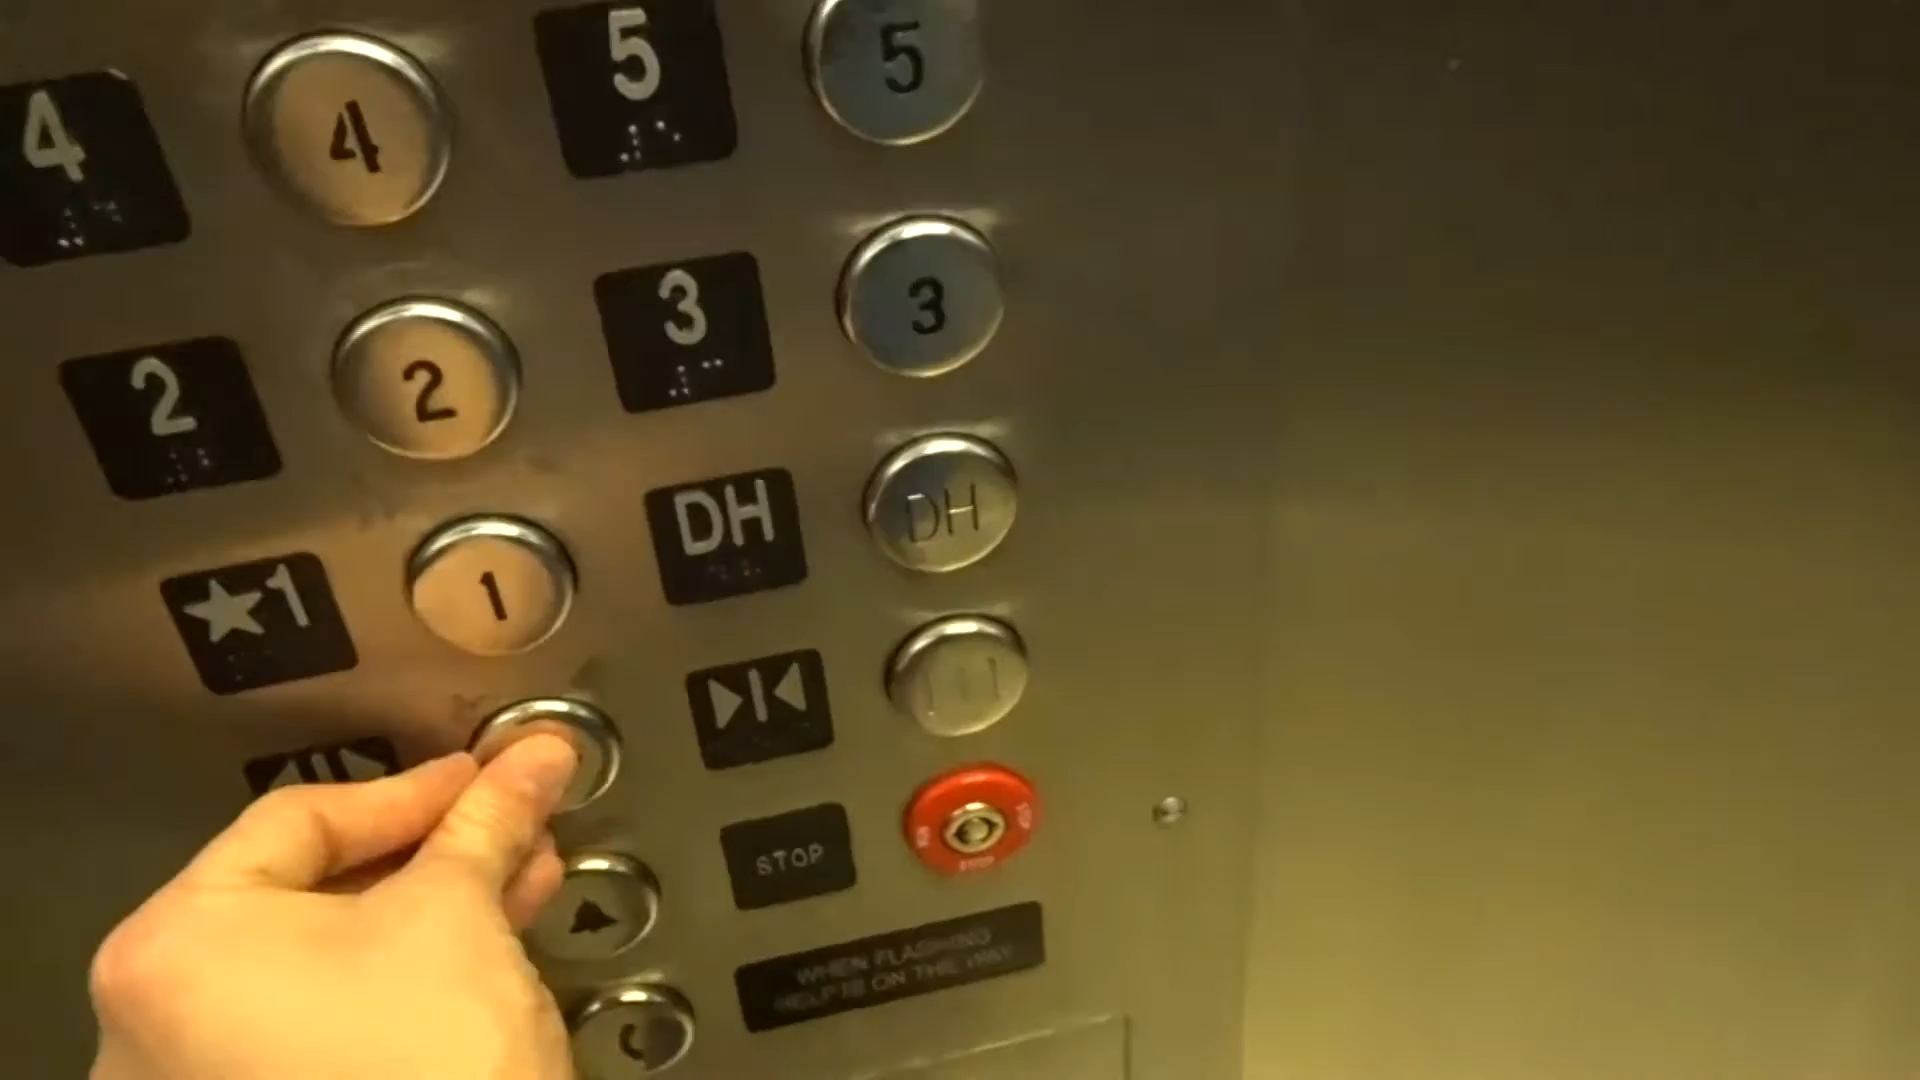 4 4 5 5
2 2 3 3
★1 1 DH DH
STOP
WHEN FLASHING
HELP IS ON THE WAY